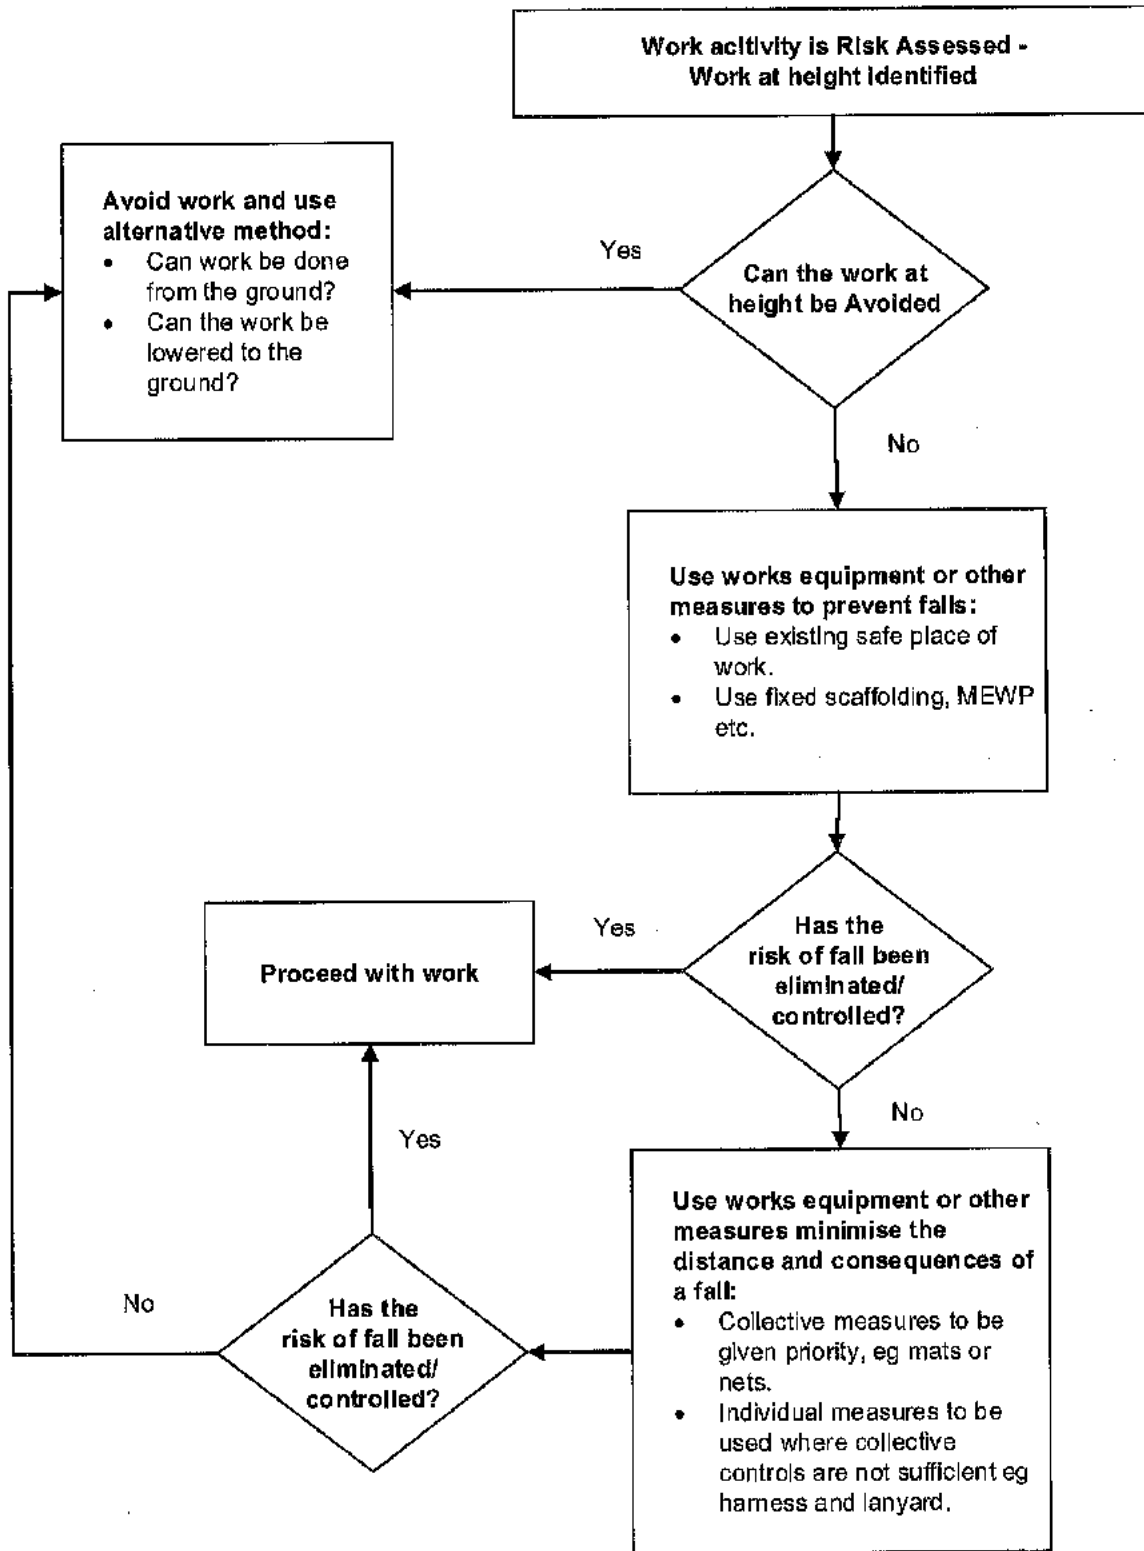 Work acitivity is Risk Assessed -
Work at height Identified
Avoid work and use
alternative method:
• Can work be done
from the ground?
• Can the work be
lowered to the
ground?
Yes
Can the work at
height be Avoided
No
Use works equipment or other
measures to prevent falls:
• Use existing safe place of
work.
• Use fixed scaffolding, MEWP
etc.
Proceed with work
Yes
Has the
risk of fall been
eliminated/
controlled?
No
Yes
Use works equipment or other
measures minimise the
distance and consequences of
a fall:
• Collective measures to be
given priority, eg mats or
nets.
• Individual measures to be
used where collective
controls are not sufficient eg
harness and lanyard.
No
Has the
risk of fall been
eliminated/
controlled?